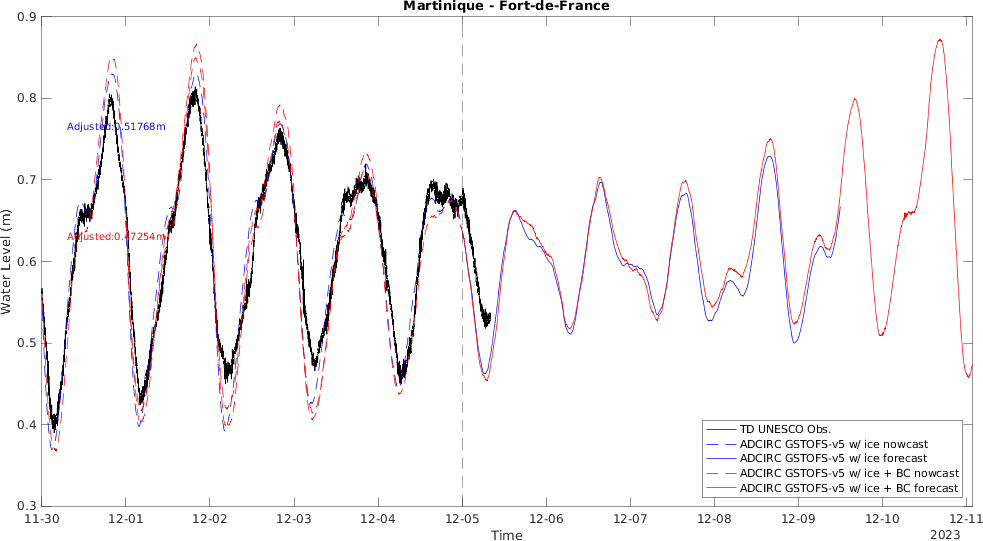 Martinique - Fort-de-France
0.9
0.8
0.7
0.6
0.5
0.4
0.3
Water Level (m)
Adjusted:0.51768m
Adjusted:0.47254m
TD UNESCO Obs.
ADCIRC GSTOFS-v5 w/ ice nowcast
ADCIRC GSTOFS-v5 w/ ice forecast
ADCIRC GSTOFS-v5 w/ ice + BC nowcast
ADCIRC GSTOFS-v5 w/ ice + BC forecast
11-30 12-01 12-02 12-03 12-04 12-05 12-06 12-07 12-08 12-09 12-10 12-11
Time
2023